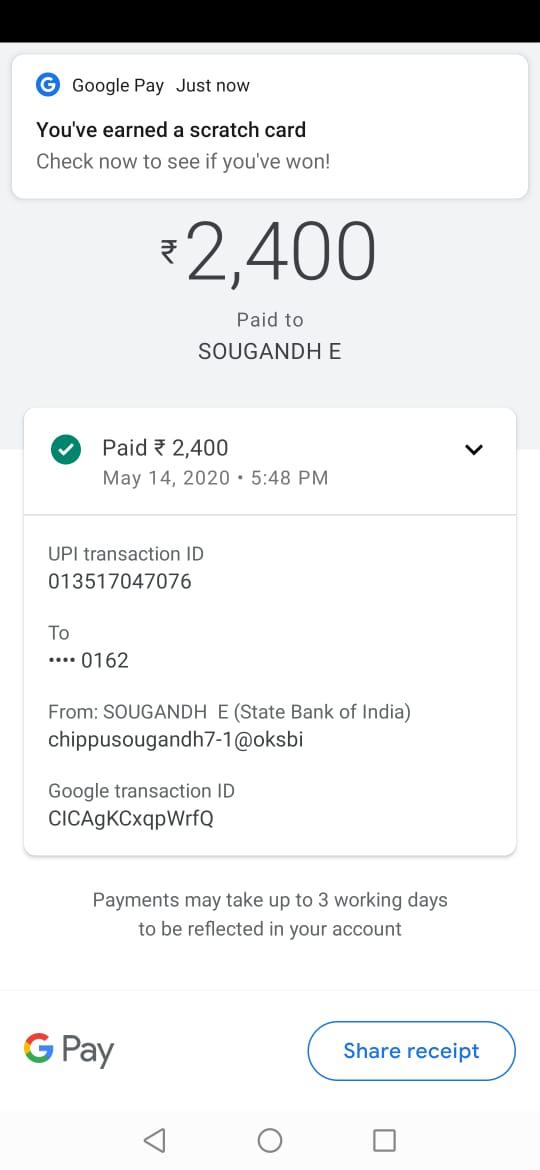 Google Pay Just now
You've earned a scratch card
Check now to see if you've won!
₹2,400
Paid to
SOUGANDH E
Paid ₹ 2,400
May 14, 2020 • 5:48 PM
UPI transaction ID
013517047076
To
•••• 0162
From: SOUGANDH E (State Bank of India)
chippusougandh7-1@oksbi
Google transaction ID
CICAgKCxqpWrfQ
Payments may take up to 3 working days
to be reflected in your account
G Pay
Share receipt